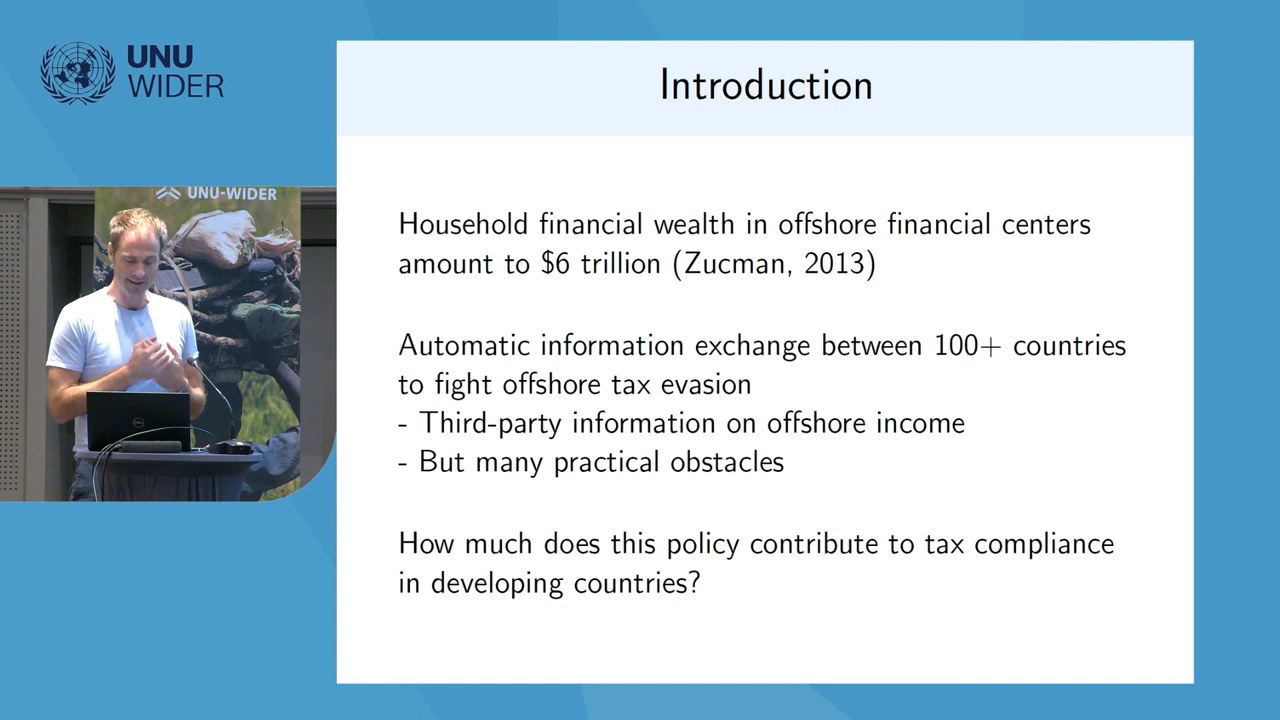 UNU
WIDER
UNU-WIDER
Introduction
Household financial wealth in offshore financial centers
amount to $6 trillion (Zucman, 2013)
Automatic information exchange between 100+ countries
to fight offshore tax evasion
- Third-party information on offshore income
- But many practical obstacles
How much does this policy contribute to tax compliance
in developing countries?